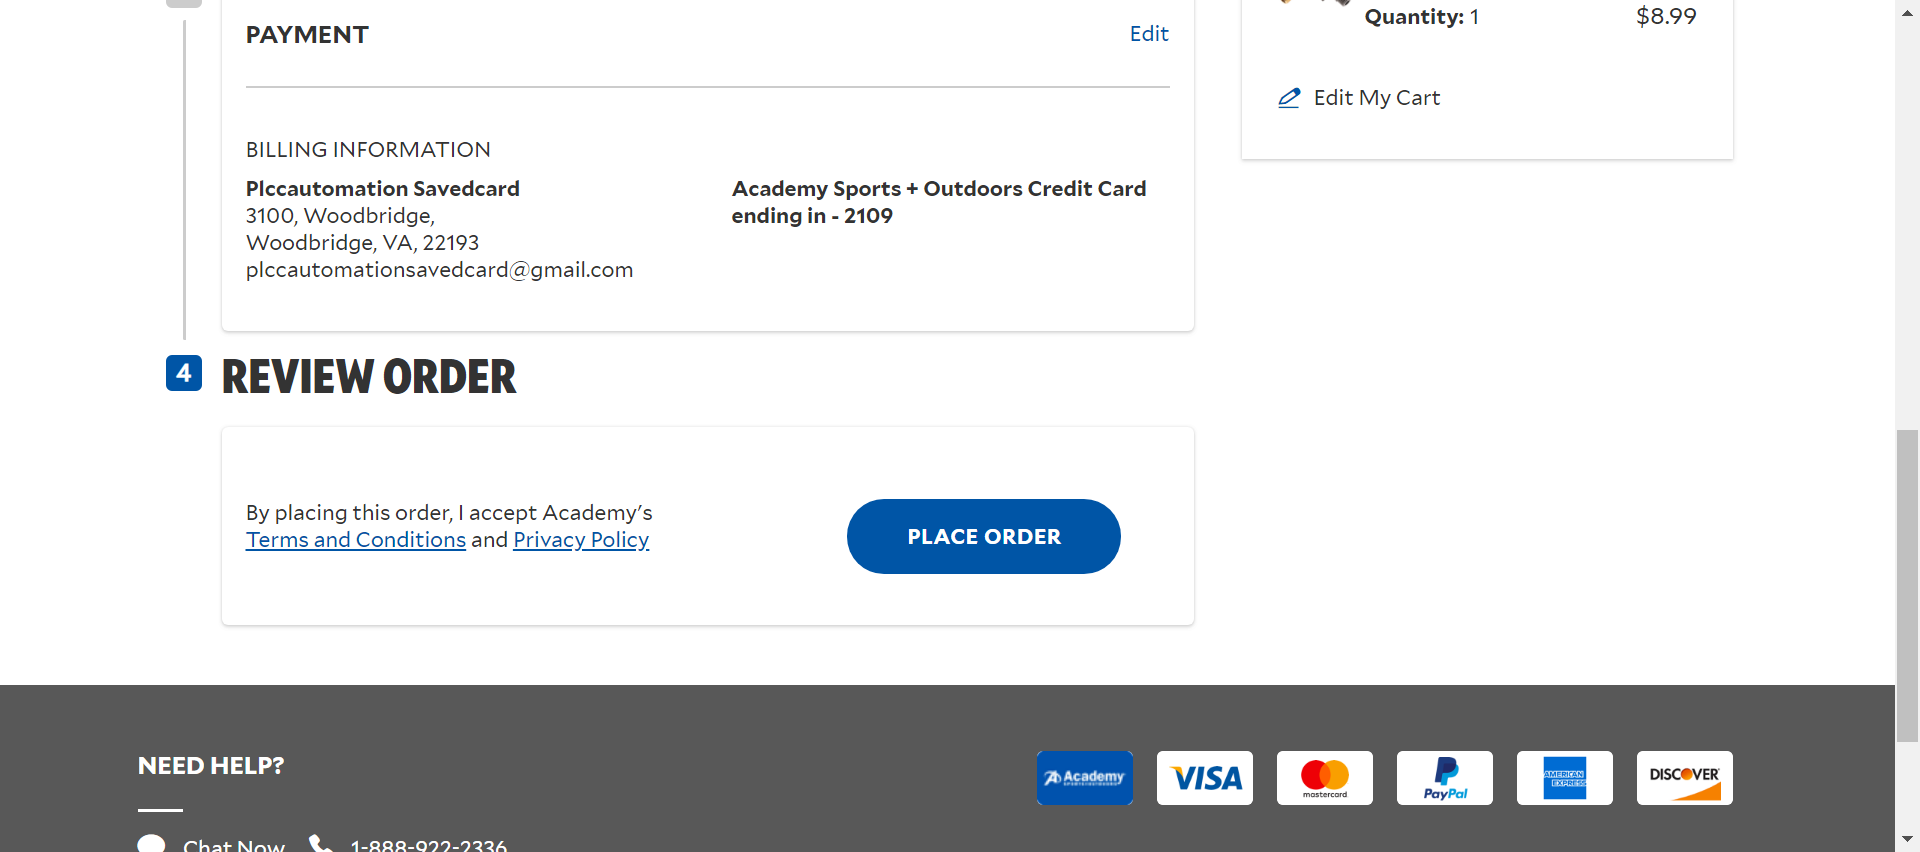 PAYMENT
Edit
BILLING INFORMATION
Plccautomation Savedcard
3100, Woodbridge,
Woodbridge, VA, 22193
plccautomationsavedcard@gmail.com
Academy Sports + Outdoors Credit Card
ending in - 2109
Quantity: 1
$8.99
Edit My Cart
4 REVIEW ORDER
By placing this order, I accept Academy's
Terms and Conditions and Privacy Policy
PLACE ORDER
NEED HELP?
Chat Now
1-888-922-2336
Academy
VISA
mastercard
PayPal
AMERICAN
EXPRESS
DISCOVER